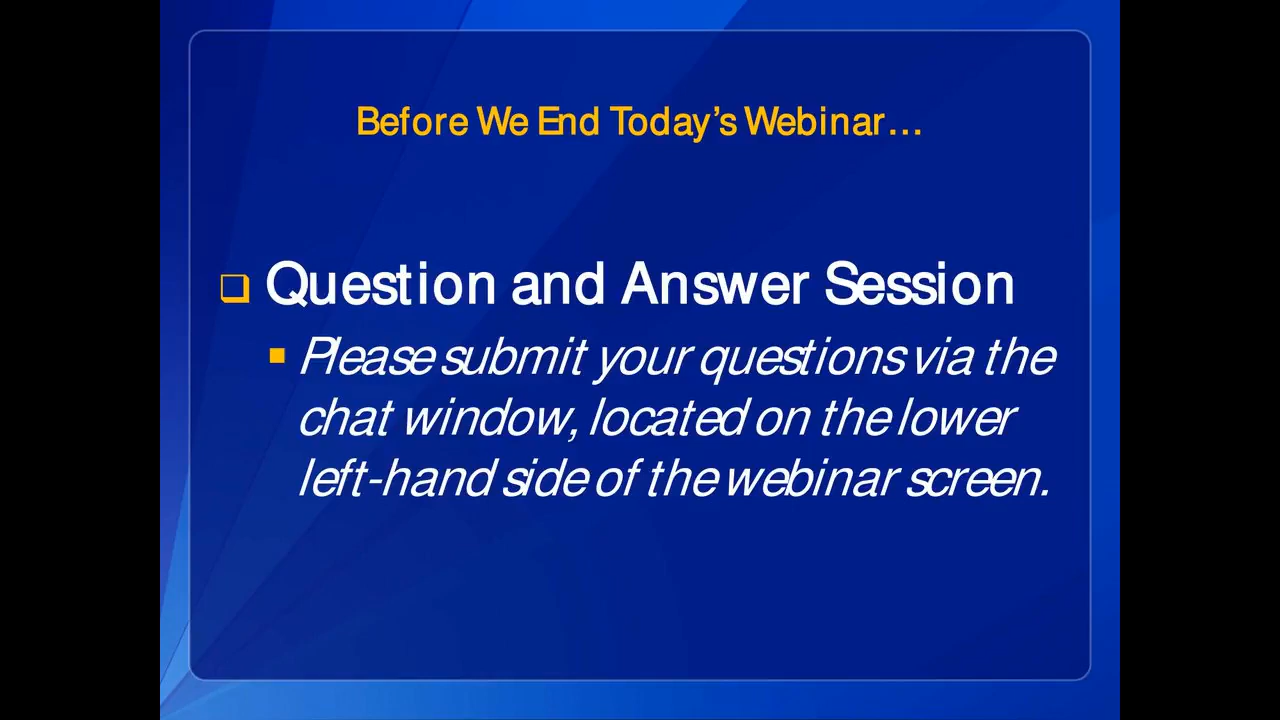 Before We End Today’s Webinar…
Question and Answer Session
Please submit your questions via the
chat window, located on the lower
left-hand side of the webinar screen.